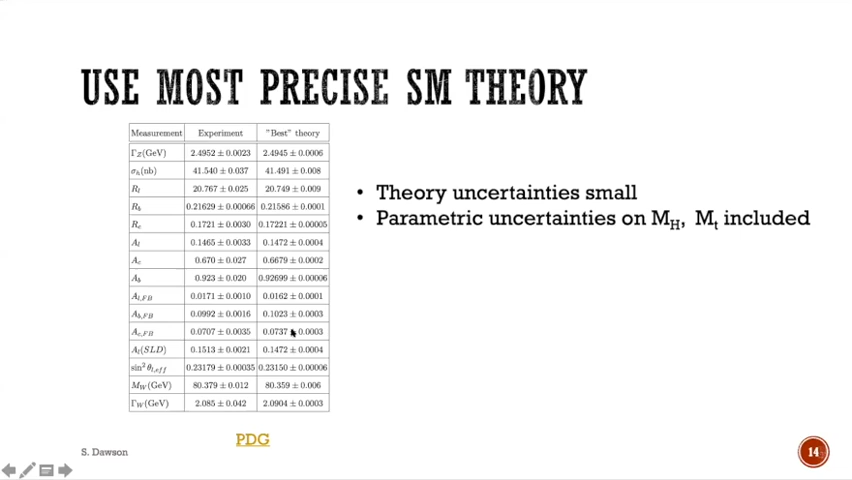 USE MOST PRECISE SM THEORY
Measurement Experiment "Best" theory
Γ_Z(GeV) 2.4952 ± 0.0023 2.4945 ± 0.0006
σ_h(nb) 41.540 ± 0.037 41.491 ± 0.008
R_l 20.767 ± 0.025 20.749 ± 0.009
R_b 0.21629 ± 0.00066 0.21586 ± 0.0001
R_c 0.1721 ± 0.0030 0.17221 ± 0.00005
A_l 0.1465 ± 0.0033 0.1472 ± 0.0004
A_c 0.670 ± 0.027 0.6679 ± 0.0002
A_b 0.923 ± 0.020 0.92699 ± 0.00006
A_l,FB 0.0171 ± 0.0010 0.0162 ± 0.0001
A_b,FB 0.0992 ± 0.0016 0.1023 ± 0.0003
A_c,FB 0.0707 ± 0.0035 0.0737 ± 0.0003
A_l(SLD) 0.1513 ± 0.0021 0.1472 ± 0.0004
sin² θ_l,eff 0.23179 ± 0.00035 0.23150 ± 0.00006
M_W(GeV) 80.379 ± 0.012 80.359 ± 0.006
Γ_W(GeV) 2.085 ± 0.042 2.0904 ± 0.0003
• Theory uncertainties small
• Parametric uncertainties on M_H, M_t included
PDG
S. Dawson
14